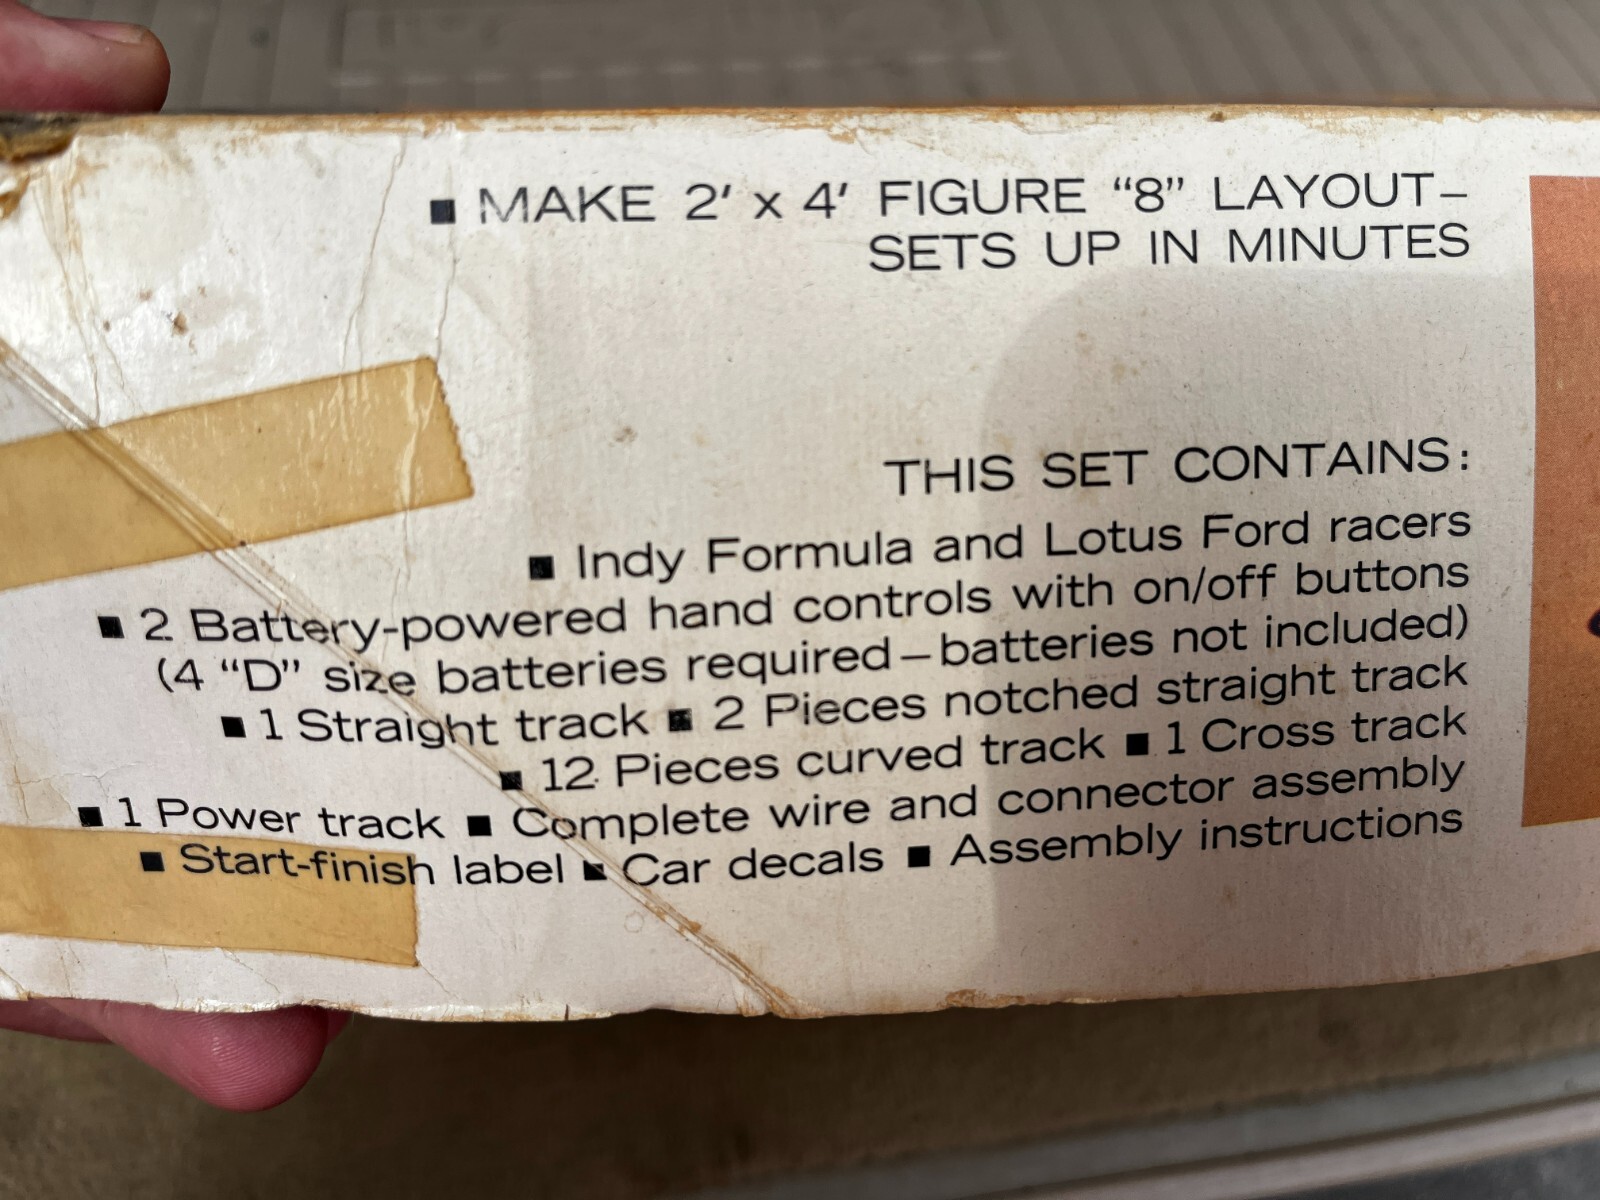 ■ MAKE 2' x 4' FIGURE “8” LAYOUT–
SETS UP IN MINUTES
THIS SET CONTAINS:
■ Indy Formula and Lotus Ford racers
■ 2 Battery-powered hand controls with on/off buttons
(4 “D” size batteries required – batteries not included)
■ 1 Straight track ■ 2 Pieces notched straight track
■ 12 Pieces curved track ■ 1 Cross track
■ 1 Power track ■ Complete wire and connector assembly
■ Start-finish label ■ Car decals ■ Assembly instructions